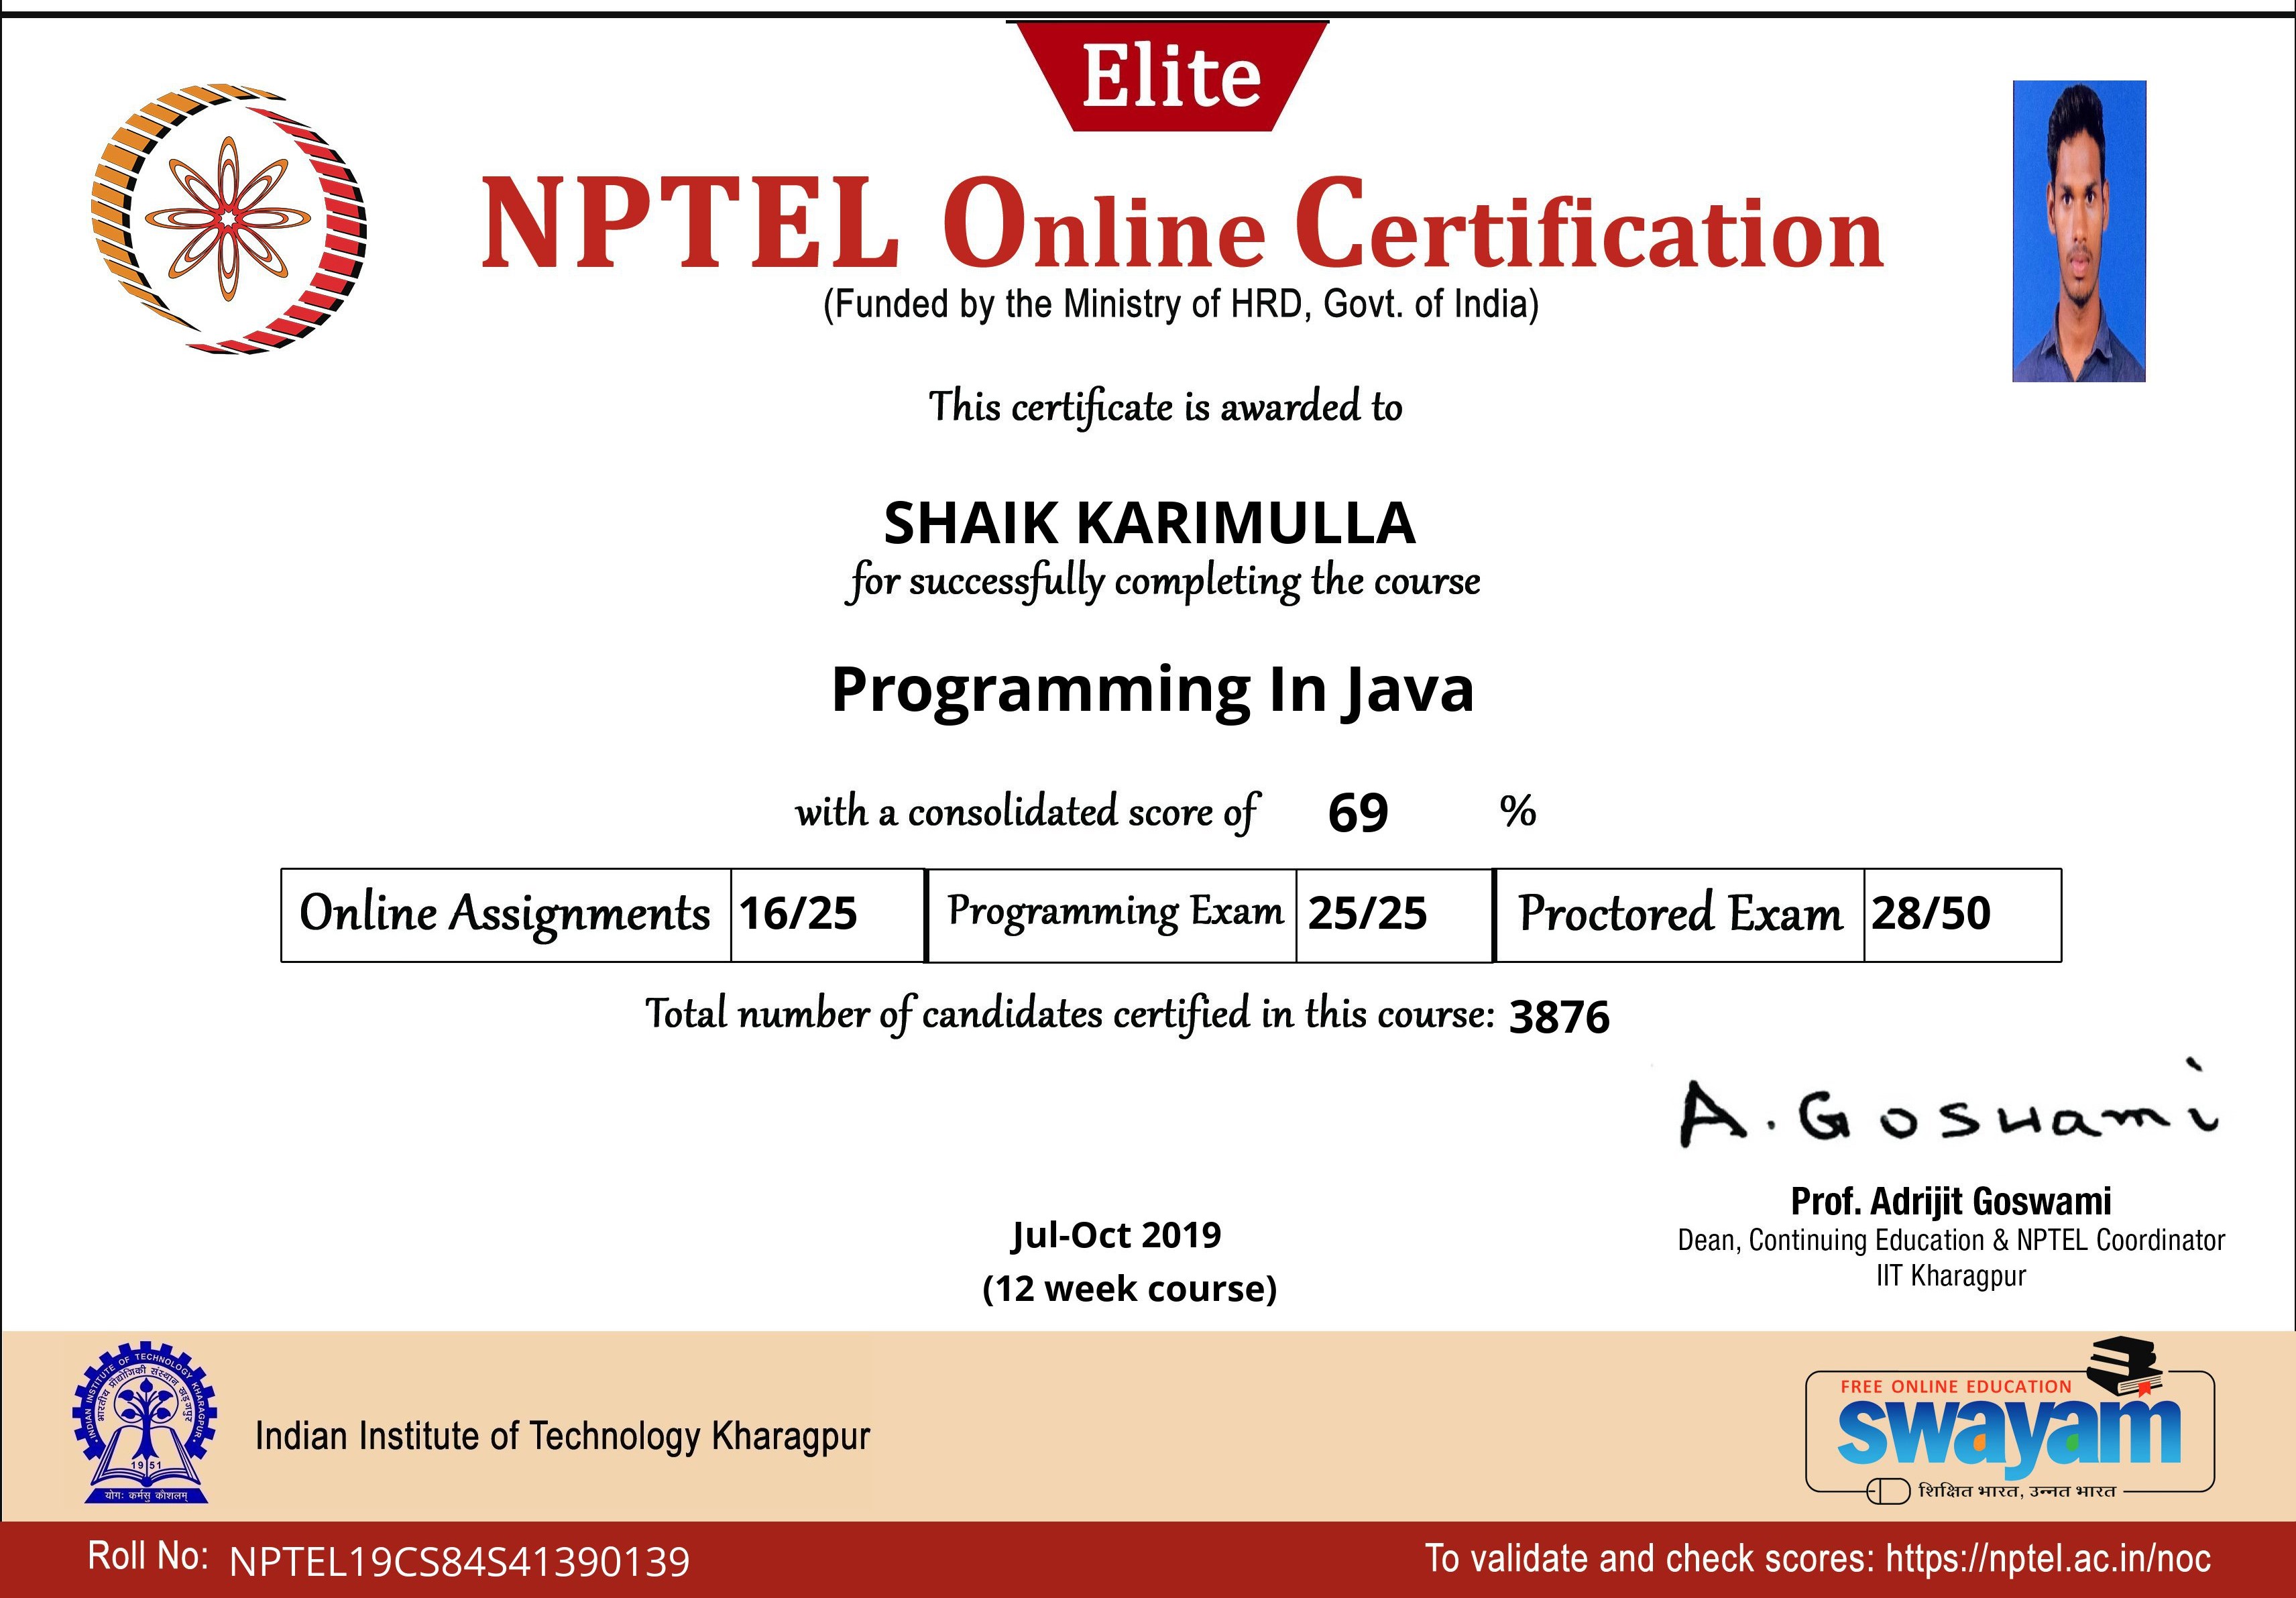 Elite
NPTEL Online Certification
(Funded by the Ministry of HRD, Govt. of India)
This certificate is awarded to
SHAIK KARIMULLA
for successfully completing the course
Programming In Java
with a consolidated score of 69 %
Online Assignments 16/25 Programming Exam 25/25 Proctored Exam 28/50
Total number of candidates certified in this course: 3876
A. Goswami
Prof. Adrijit Goswami
Dean, Continuing Education & NPTEL Coordinator
IIT Kharagpur
Jul-Oct 2019
(12 week course)
INDIAN INSTITUTE OF TECHNOLOGY KHARAGPUR
भारतीय प्रौद्योगिकी संस्थान खड़गपुर
1951
योगः कर्मसु कौशलम्
Indian Institute of Technology Kharagpur
FREE ONLINE EDUCATION
swayam
शिक्षित भारत, उन्नत भारत
Roll No: NPTEL19CS84S41390139
To validate and check scores: https://nptel.ac.in/noc